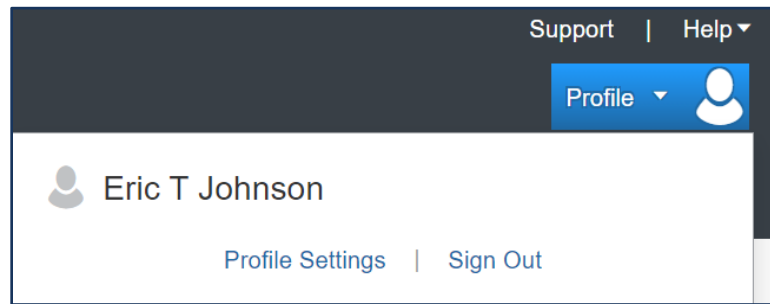 Support | Help
Profile
Eric T Johnson
Profile Settings | Sign Out